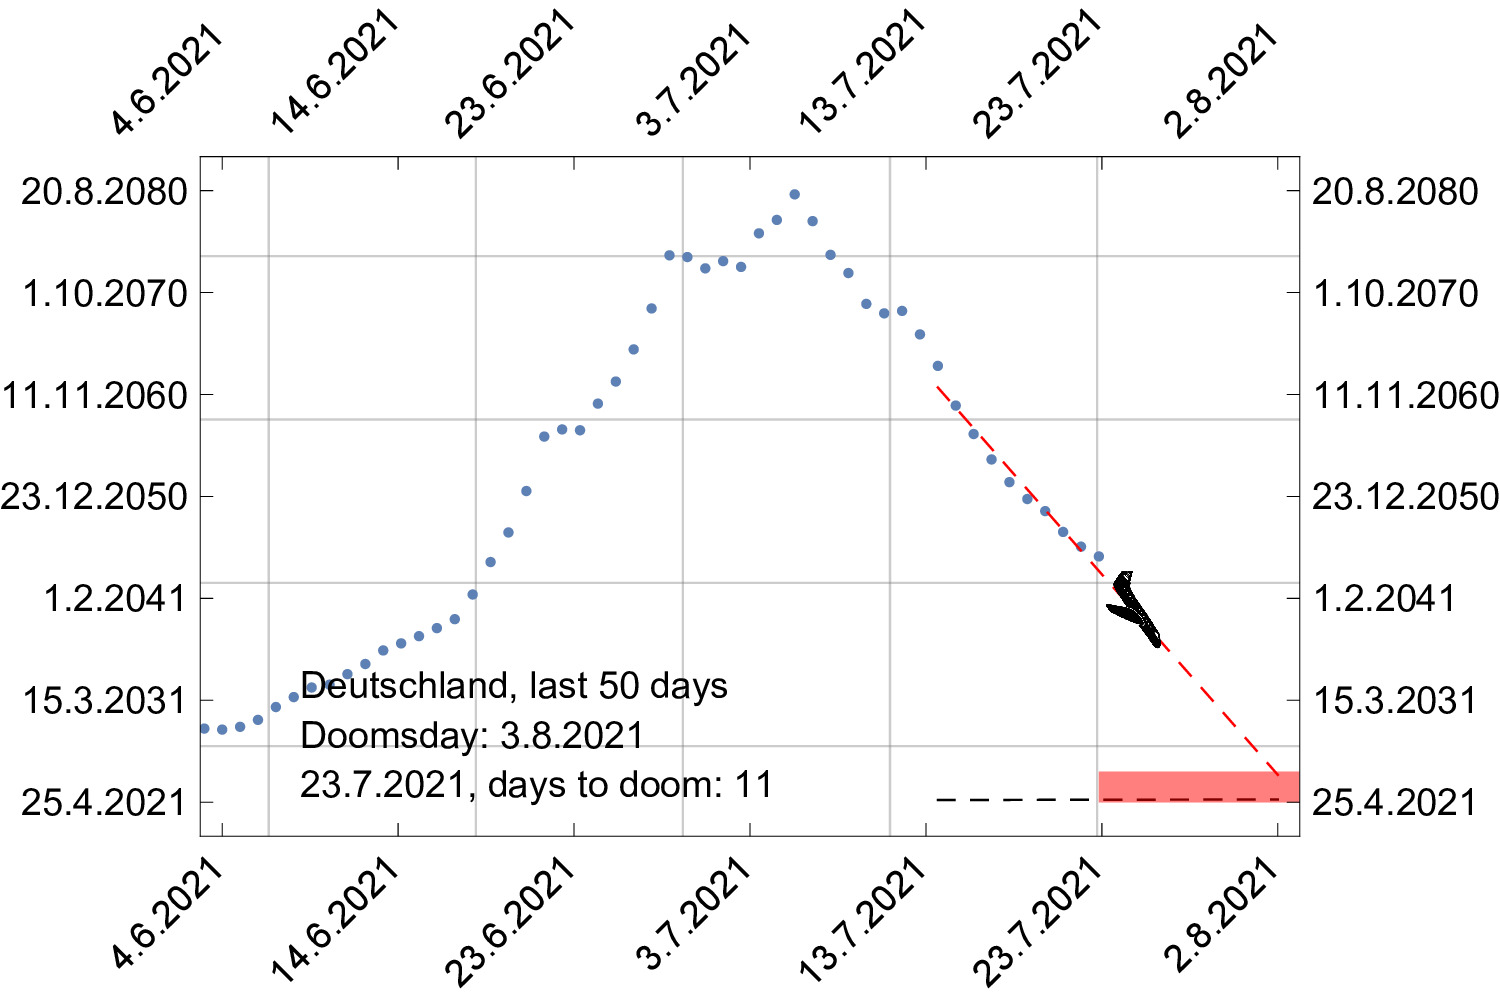 4.6.2021 14.6.2021 23.6.2021 3.7.2021 13.7.2021 23.7.2021 2.8.2021
20.8.2080 20.8.2080
1.10.2070 1.10.2070
11.11.2060 11.11.2060
23.12.2050 23.12.2050
1.2.2041 1.2.2041
Deutschland, last 50 days
15.3.2031 15.3.2031
Doomsday: 3.8.2021
23.7.2021, days to doom: 11
25.4.2021 25.4.2021
4.6.2021 14.6.2021 23.6.2021 3.7.2021 13.7.2021 23.7.2021 2.8.2021